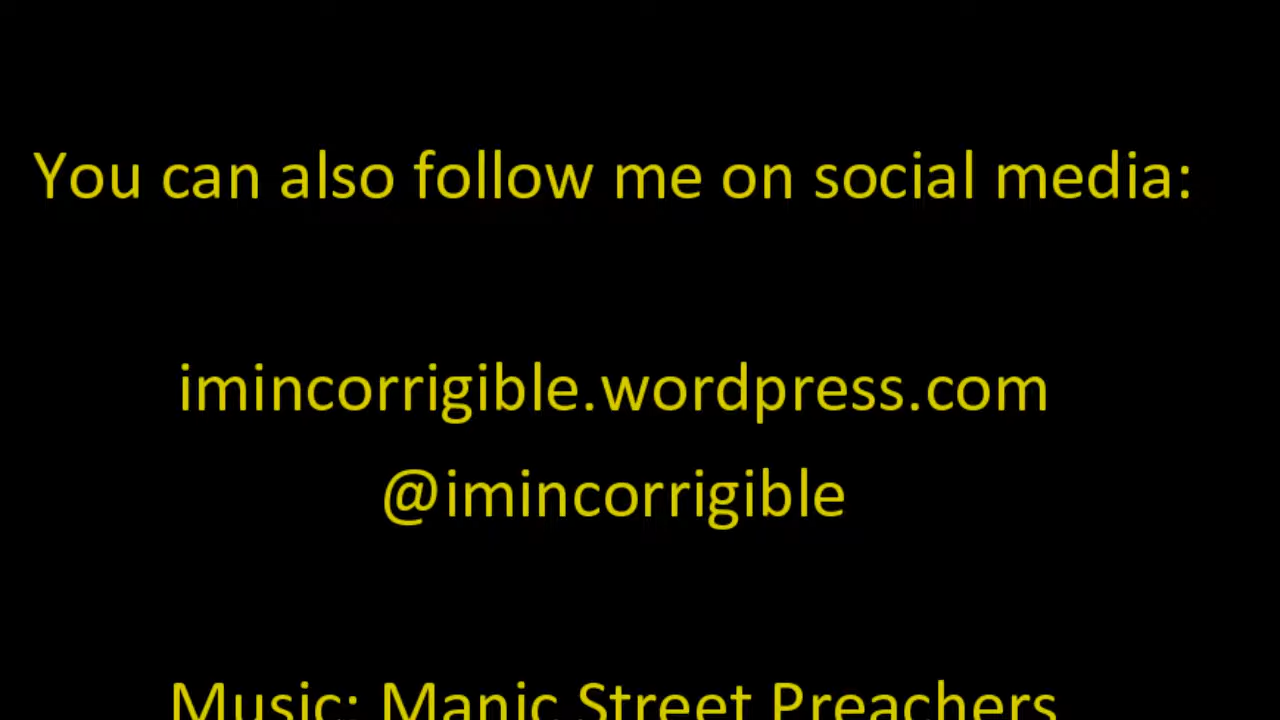 You can also follow me on social media:
imincorrigible.wordpress.com
@imincorrigible
Music: Manic Street Preachers